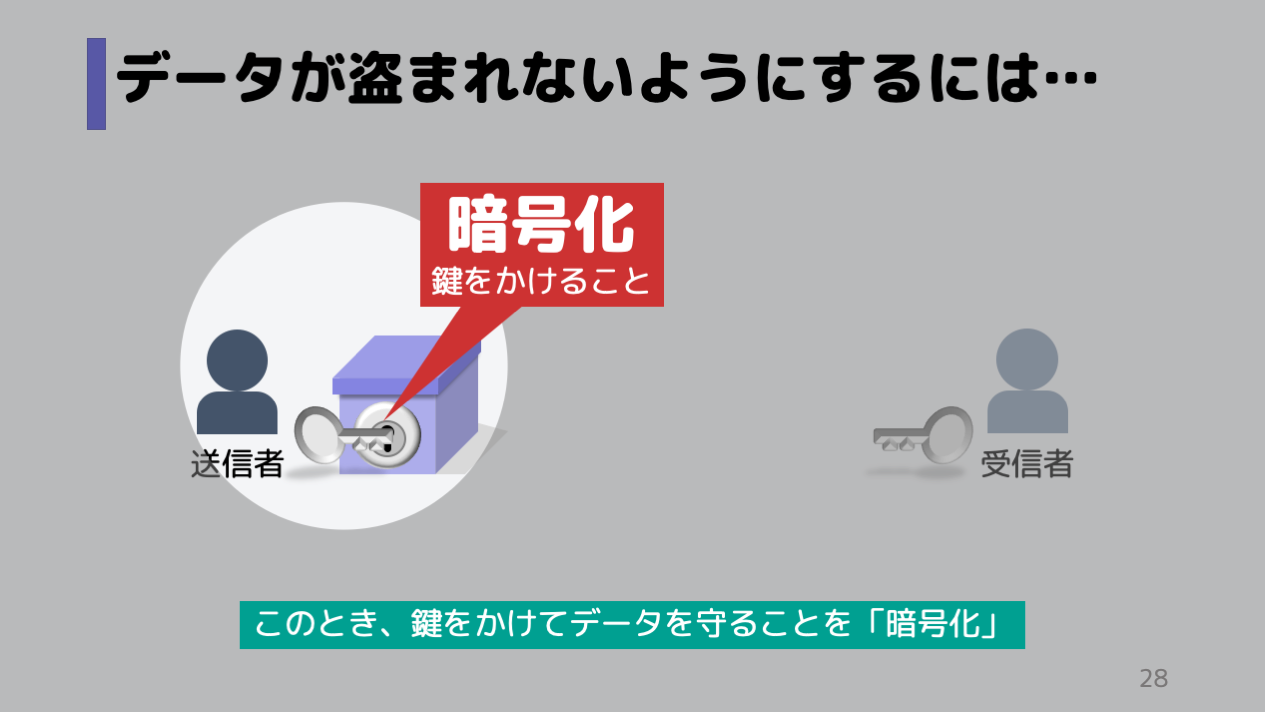 データが盗まれないようにするには…
暗号化
鍵をかけること
送信者
受信者
このとき、鍵をかけてデータを守ることを「暗号化」
28